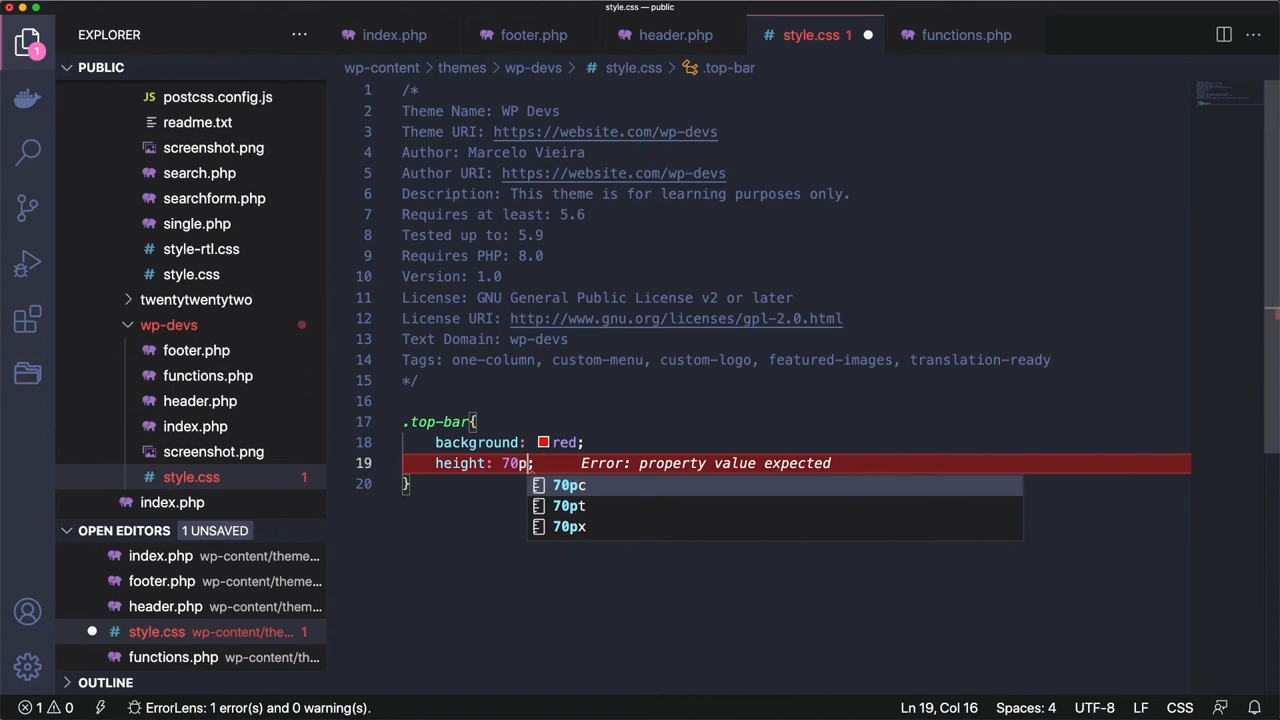 style.css — public
EXPLORER
index.php
footer.php
header.php
style.css 1
functions.php
1
PUBLIC
wp-content
themes
wp-devs
style.css
.top-bar
postcss.config.js
readme.txt
screenshot.png
search.php
searchform.php
single.php
style-rtl.css
style.css
twentytwentytwo
wp-devs
footer.php
functions.php
header.php
index.php
screenshot.png
style.css 1
index.php
OPEN EDITORS 1 UNSAVED
index.php wp-content/theme...
footer.php wp-content/theme...
header.php wp-content/them...
style.css wp-content/the... 1
functions.php wp-content/th...
OUTLINE
1 /*
2 Theme Name: WP Devs
3 Theme URI: https://website.com/wp-devs
4 Author: Marcelo Vieira
5 Author URI: https://website.com/wp-devs
6 Description: This theme is for learning purposes only.
7 Requires at least: 5.6
8 Tested up to: 5.9
9 Requires PHP: 8.0
10 Version: 1.0
11 License: GNU General Public License v2 or later
12 License URI: http://www.gnu.org/licenses/gpl-2.0.html
13 Text Domain: wp-devs
14 Tags: one-column, custom-menu, custom-logo, featured-images, translation-ready
15 */
16
17 .top-bar{
18 background: red;
19 height: 70p; Error: property value expected
20 }
70pc
70pt
70px
1 0 ErrorLens: 1 error(s) and 0 warning(s).
Ln 19, Col 16 Spaces: 4 UTF-8 LF CSS